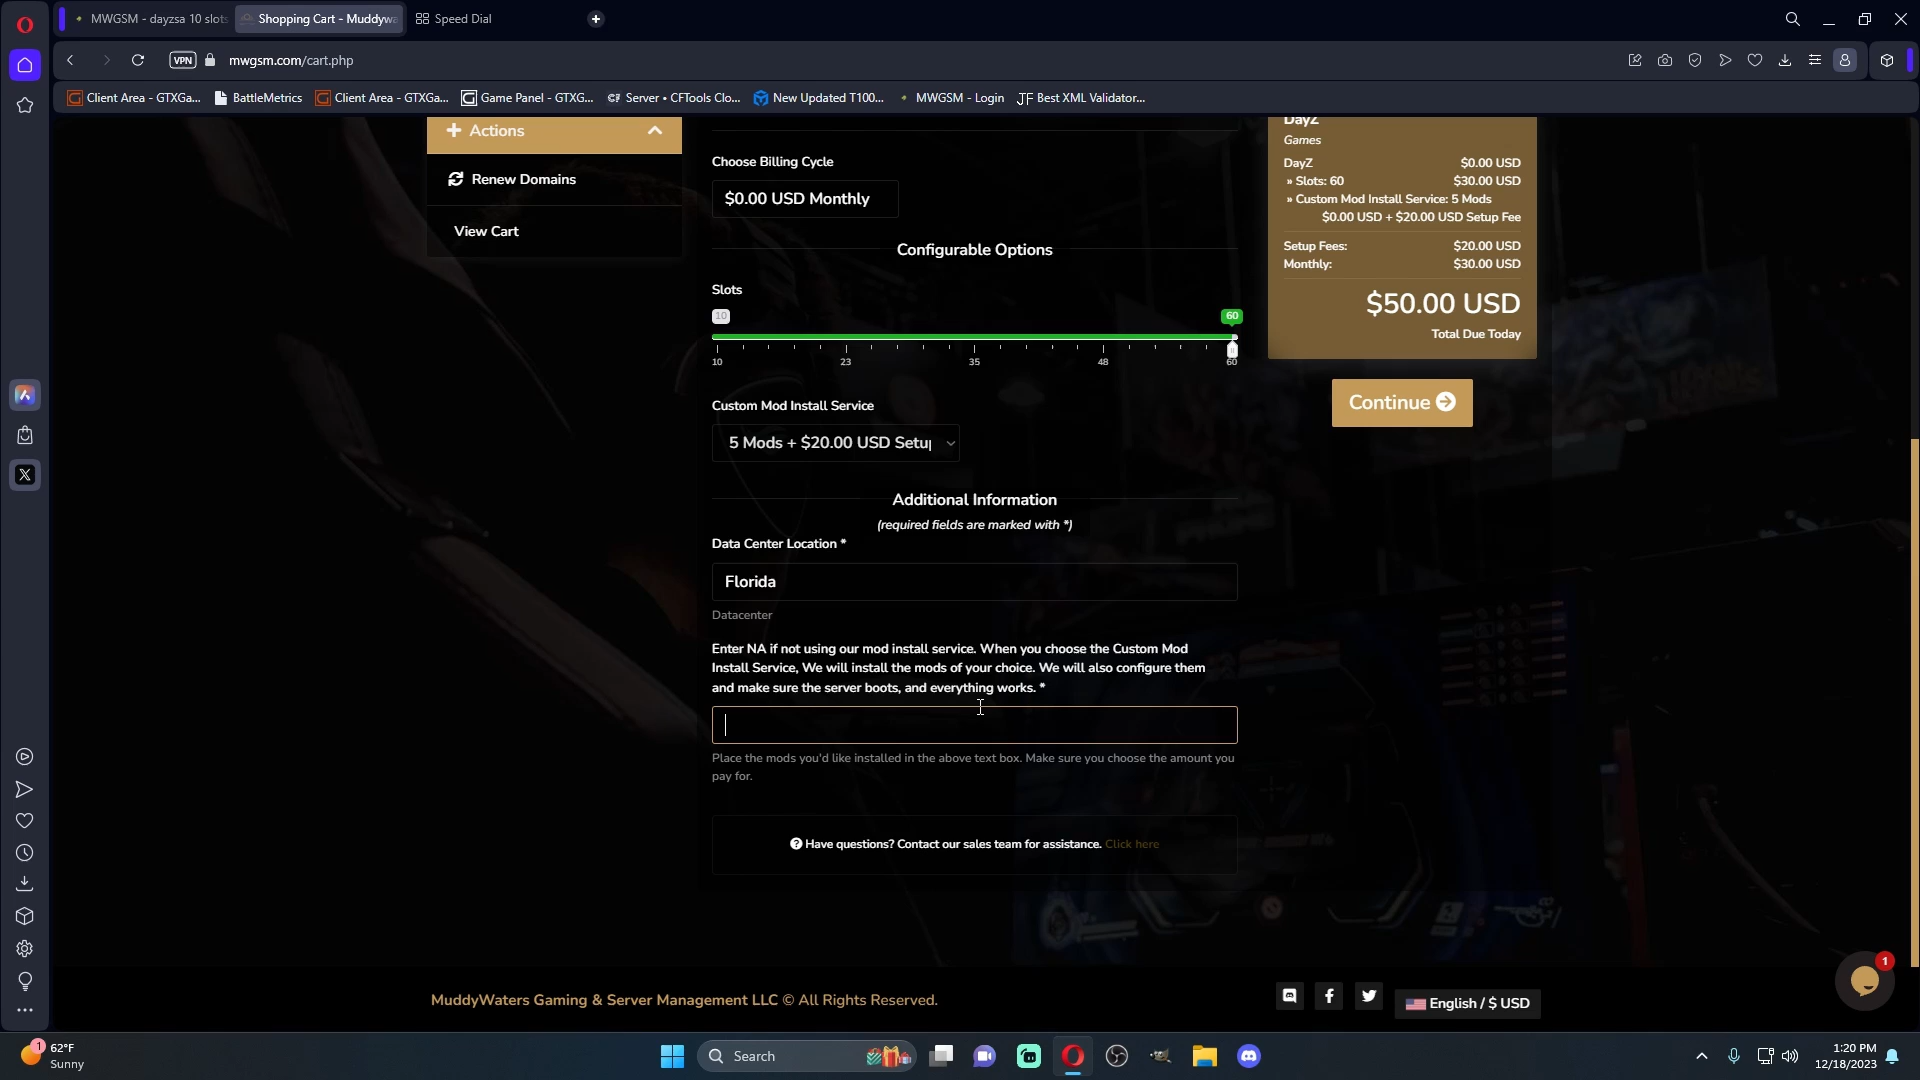 MWGSM - dayzsa 10 slots
Shopping Cart - Muddywa
Speed Dial
VPN
mwgsm.com/cart.php
Client Area - GTXGa...
BattleMetrics
Client Area - GTXGa...
Game Panel - GTXG...
Server • CFTools Clo...
New Updated T100...
MWGSM - Login
Best XML Validator...
Actions
Renew Domains
View Cart
Choose Billing Cycle
$0.00 USD Monthly
Configurable Options
Slots
10
60
10 23 35 48 60
Custom Mod Install Service
5 Mods + $20.00 USD Setup
Additional Information
(required fields are marked with *)
Data Center Location *
Florida
Datacenter
Enter NA if not using our mod install service. When you choose the Custom Mod
Install Service, We will install the mods of your choice. We will also configure them
and make sure the server boots, and everything works. *
Place the mods you'd like installed in the above text box. Make sure you choose the amount you
pay for.
Have questions? Contact our sales team for assistance. Click here
DayZ
Games
DayZ $0.00 USD
» Slots: 60 $30.00 USD
» Custom Mod Install Service: 5 Mods
$0.00 USD + $20.00 USD Setup Fee
Setup Fees: $20.00 USD
Monthly: $30.00 USD
$50.00 USD
Total Due Today
Continue
1
MuddyWaters Gaming & Server Management LLC © All Rights Reserved.
English / $ USD
1
62°F
Sunny
Search
1:20 PM
12/18/2023